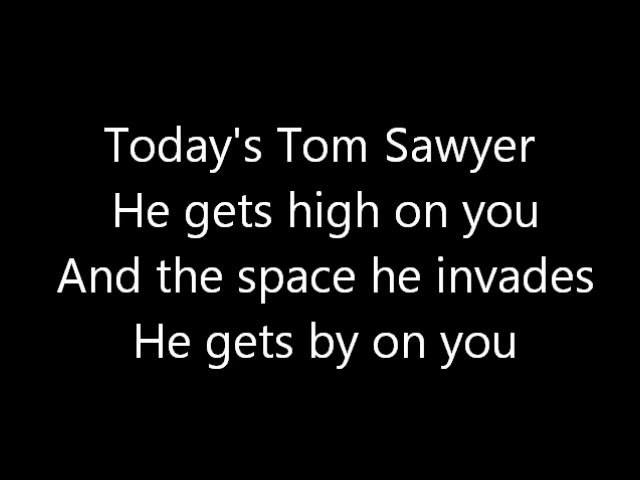 Today's Tom Sawyer
He gets high on you
And the space he invades
He gets by on you